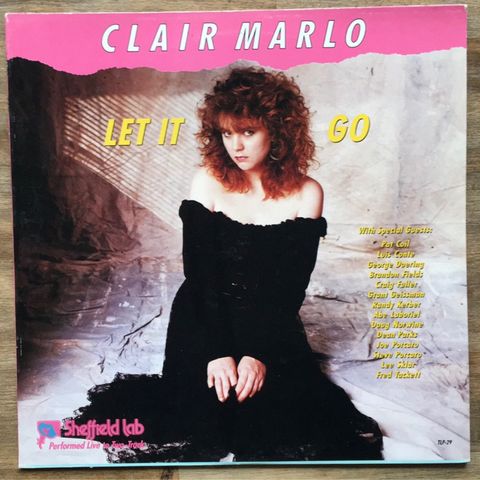 CLAIR MARLO
LET IT GO
With Special Guests:
Pat Coil
Luis Conte
George Doering
Brandon Fields
Craig Fuller
Grant Geissman
Randy Kerber
Abe Laboriel
Doug Norwine
Dean Parks
Joe Porcaro
Steve Porcaro
Lee Sklar
Fred Tackett
Sheffield Lab
Performed Live to Two-Track
TLP-29